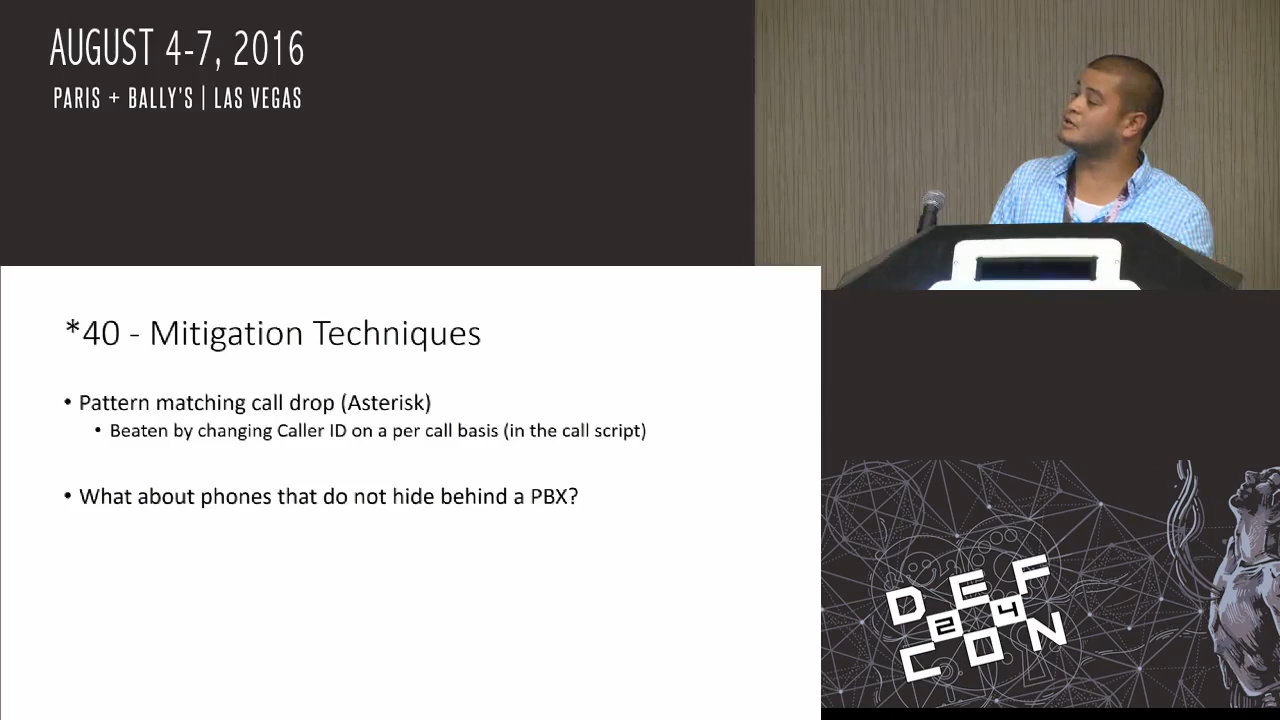 AUGUST 4-7, 2016
PARIS + BALLY'S | LAS VEGAS
*40 - Mitigation Techniques
• Pattern matching call drop (Asterisk)
• Beaten by changing Caller ID on a per call basis (in the call script)
• What about phones that do not hide behind a PBX?
DEF
24
CON